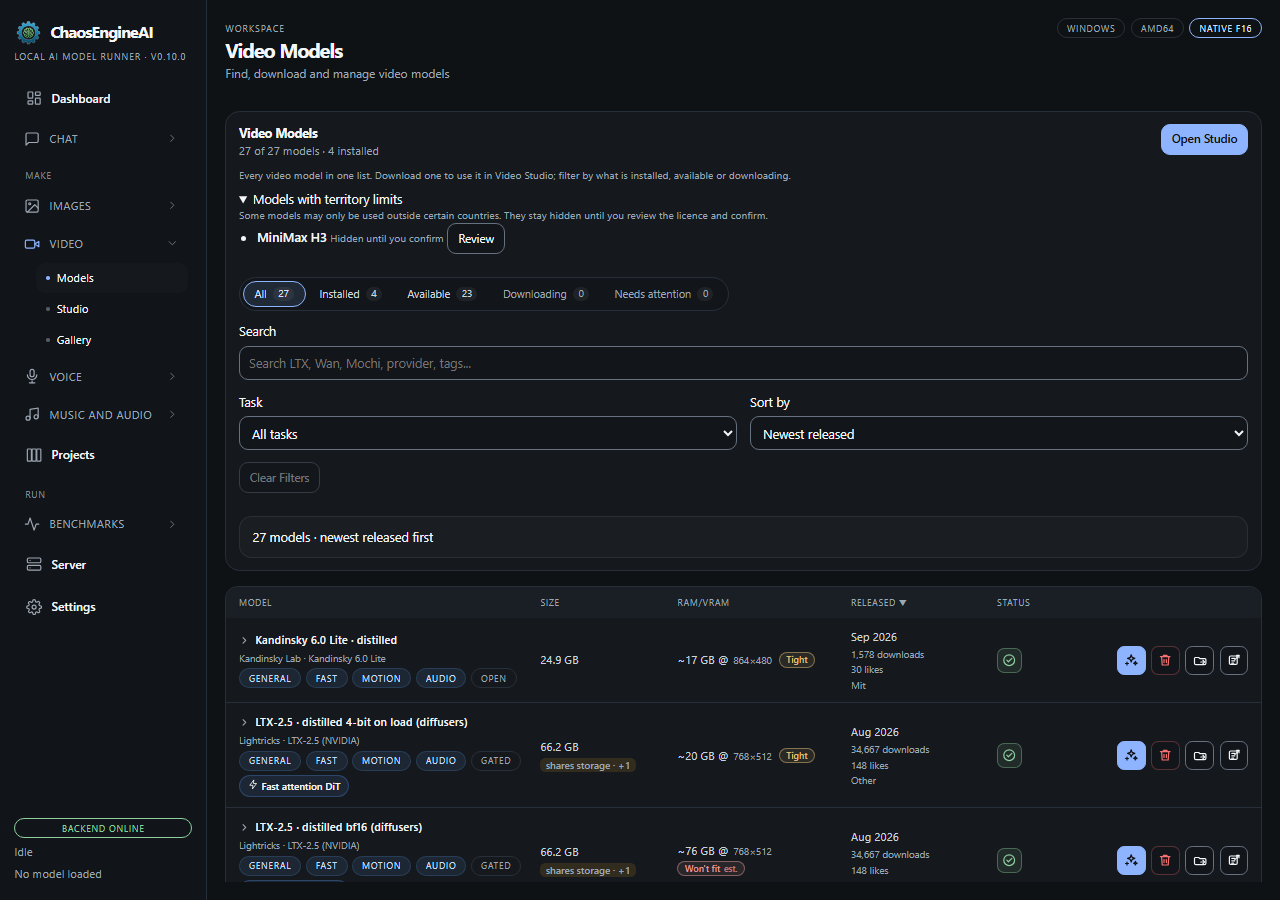 ChaosEngineAI
LOCAL AI MODEL RUNNER · V0.10.0
Dashboard
CHAT
MAKE
IMAGES
VIDEO
Models
Studio
Gallery
VOICE
MUSIC AND AUDIO
Projects
RUN
BENCHMARKS
Server
Settings
BACKEND ONLINE
Idle
No model loaded
WORKSPACE
Video Models
Find, download and manage video models
WINDOWS AMD64 NATIVE F16
Video Models
27 of 27 models · 4 installed
Open Studio
Every video model in one list. Download one to use it in Video Studio; filter by what is installed, available or downloading.
▼ Models with territory limits
Some models may only be used outside certain countries. They stay hidden until you review the licence and confirm.
• MiniMax H3 Hidden until you confirm Review
All 27 Installed 4 Available 23 Downloading 0 Needs attention 0
Search
Search LTX, Wan, Mochi, provider, tags...
Task Sort by
All tasks Newest released
Clear Filters
27 models · newest released first
MODEL SIZE RAM/VRAM RELEASED ▼ STATUS
Kandinsky 6.0 Lite · distilled
Kandinsky Lab · Kandinsky 6.0 Lite
GENERAL FAST MOTION AUDIO OPEN
24.9 GB
~17 GB @ 864×480 Tight
Sep 2026
1,578 downloads
30 likes
Mit
LTX-2.5 · distilled 4-bit on load (diffusers)
Lightricks · LTX-2.5 (NVIDIA)
GENERAL FAST MOTION AUDIO GATED
Fast attention DiT
66.2 GB
shares storage · +1
~20 GB @ 768×512 Tight
Aug 2026
34,667 downloads
148 likes
Other
LTX-2.5 · distilled bf16 (diffusers)
Lightricks · LTX-2.5 (NVIDIA)
GENERAL FAST MOTION AUDIO GATED
66.2 GB
shares storage · +1
~76 GB @ 768×512
Won't fit est.
Aug 2026
34,667 downloads
148 likes